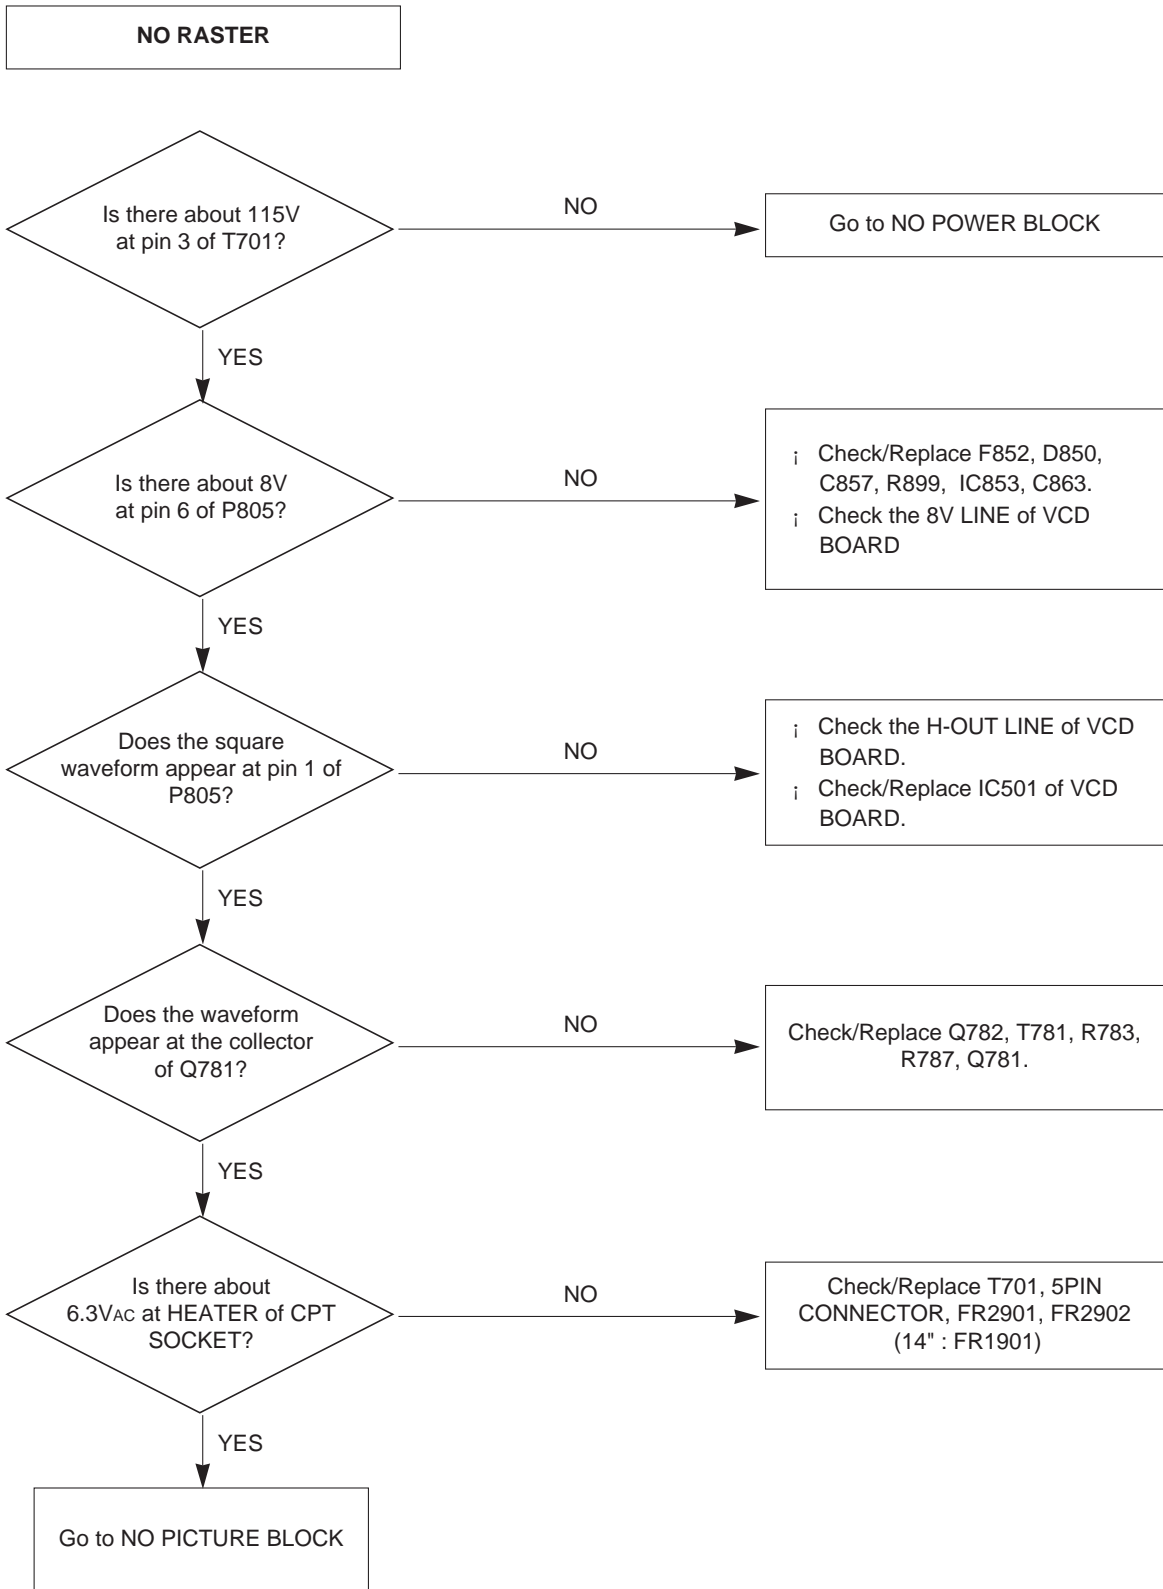 NO RASTER
Is there about 115V
at pin 3 of T701?
NO
Go to NO POWER BLOCK
YES
Is there about 8V
at pin 6 of P805?
NO
¡ Check/Replace F852, D850,
C857, R899, IC853, C863.
¡ Check the 8V LINE of VCD
BOARD
YES
Does the square
waveform appear at pin 1 of
P805?
NO
¡ Check the H-OUT LINE of VCD
BOARD.
¡ Check/Replace IC501 of VCD
BOARD.
YES
Does the waveform
appear at the collector
of Q781?
NO
Check/Replace Q782, T781, R783,
R787, Q781.
YES
Is there about
6.3VAC at HEATER of CPT
SOCKET?
NO
Check/Replace T701, 5PIN
CONNECTOR, FR2901, FR2902
(14" : FR1901)
YES
Go to NO PICTURE BLOCK